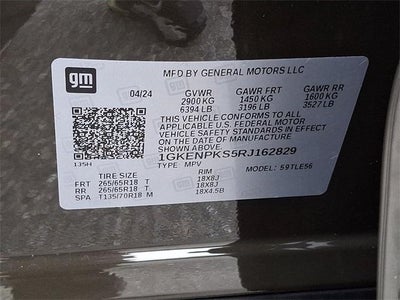 gm
MFD BY GENERAL MOTORS LLC
04/24 GVWR GAWR FRT GAWR RR
2900 KG 1450 KG 1600 KG
6394 LB 3196 LB 3527 LB
THIS VEHICLE CONFORMS TO ALL
APPLICABLE U.S. FEDERAL MOTOR
VEHICLE SAFETY STANDARDS IN EFFECT
ON THE DATE OF MANUFACTURE SHOWN ABOVE.
1GKENPKS5RJ162829
1J5H TYPE: MPV MODEL: 59TLE56
TIRE SIZE RIM
FRT 265/65R18 T 18X8J
RR 265/65R18 T 18X8J
SPA T135/70R18 M 18X4.5B